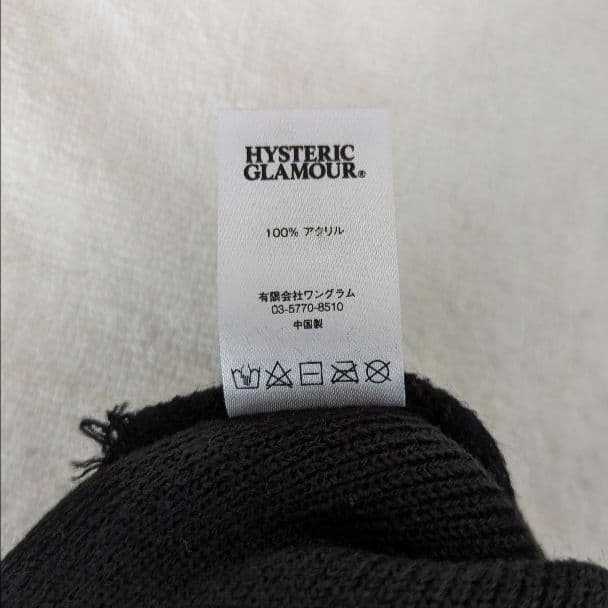 HYSTERIC
GLAMOUR®
100% アクリル
有限会社ワングラム
03-5770-8510
中国製